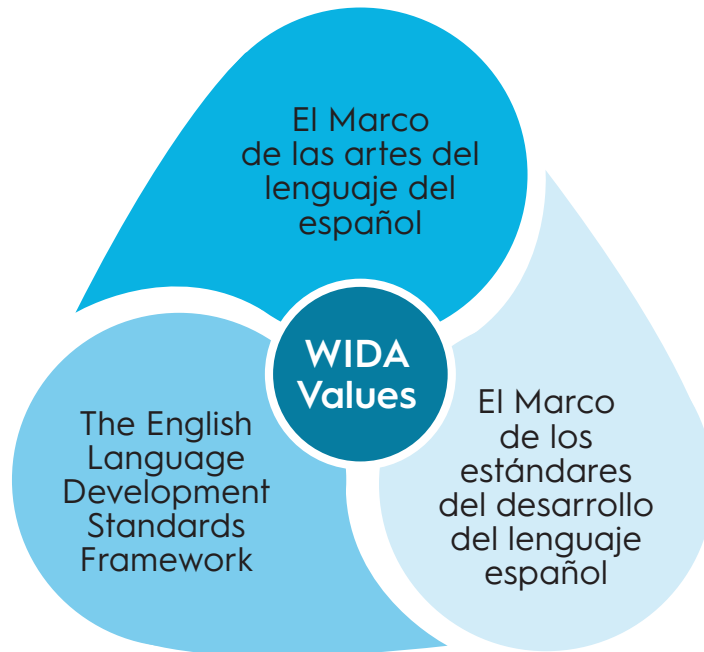 El Marco
de las artes del
lenguaje del
español
WIDA
Values
The English
Language
Development
Standards
Framework
El Marco
de los
estándares
del desarrollo
del lenguaje
español